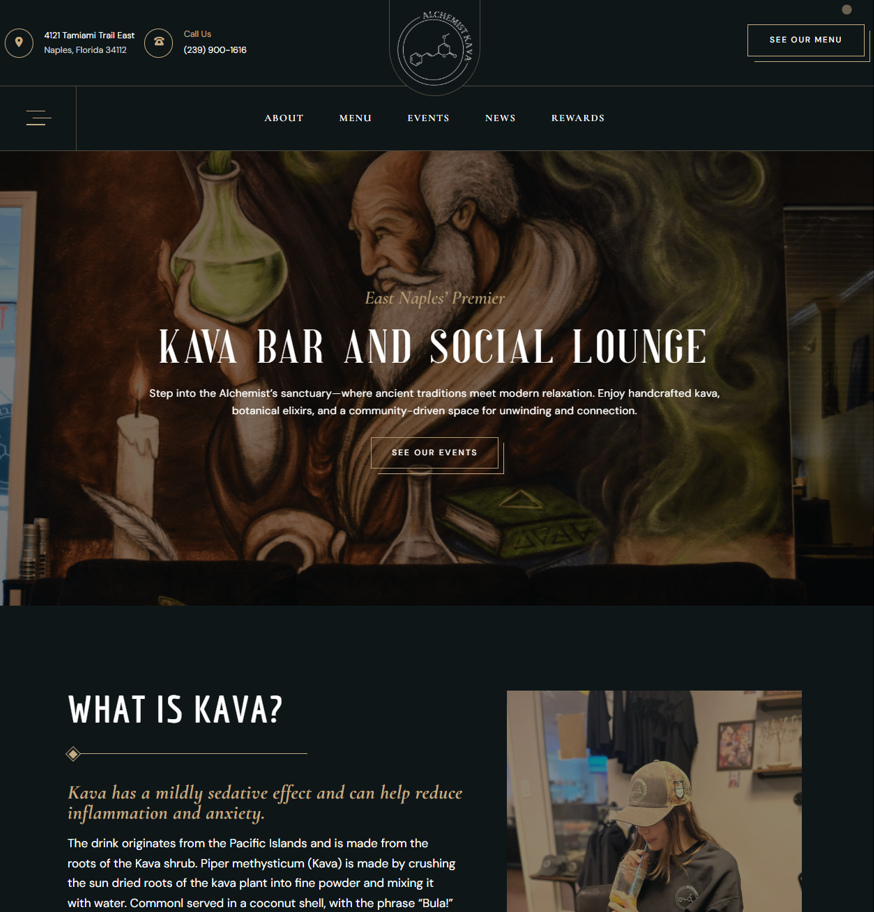 4121 Tamiami Trail East
Naples, Florida 34112
Call Us
(239) 900-1616
ALCHEMIST KAVA
SEE OUR MENU
ABOUT
MENU
EVENTS
NEWS
REWARDS
East Naples’ Premier
KAVA BAR AND SOCIAL LOUNGE
Step into the Alchemist’s sanctuary—where ancient traditions meet modern relaxation. Enjoy handcrafted kava,
botanical elixirs, and a community-driven space for unwinding and connection.
SEE OUR EVENTS
WHAT IS KAVA?
Kava has a mildly sedative effect and can help reduce
inflammation and anxiety.
The drink originates from the Pacific Islands and is made from the
roots of the Kava shrub. Piper methysticum (Kava) is made by crushing
the sun dried roots of the kava plant into fine powder and mixing it
with water. Commonl served in a coconut shell, with the phrase “Bula!”